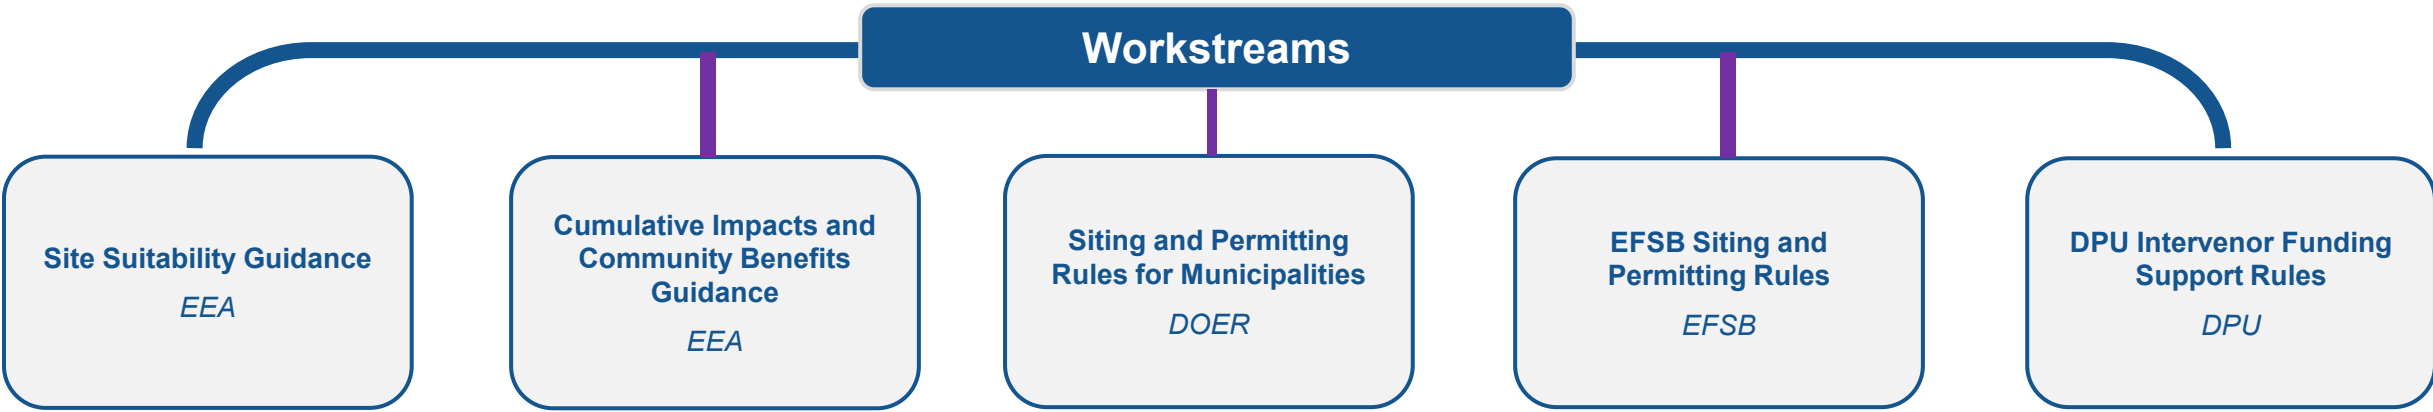 Workstreams
Site Suitability Guidance
EEA
Cumulative Impacts and
Community Benefits
Guidance
EEA
Siting and Permitting
Rules for Municipalities
DOER
EFSB Siting and
Permitting Rules
EFSB
DPU Intervenor Funding
Support Rules
DPU